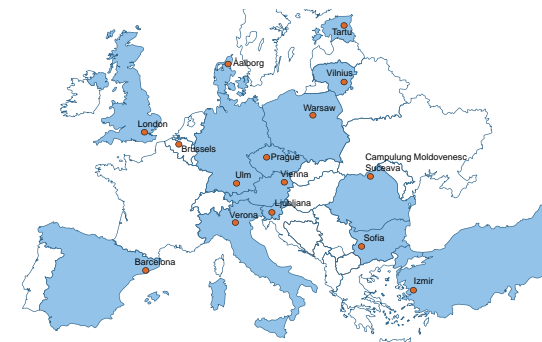 Tartu
Aalborg
Vilnius
Warsaw
London
Brussels
Prague
Campulung Moldovenesc
Suceava
Ulm
Vienna
Ljubljana
Verona
Sofia
Barcelona
Izmir